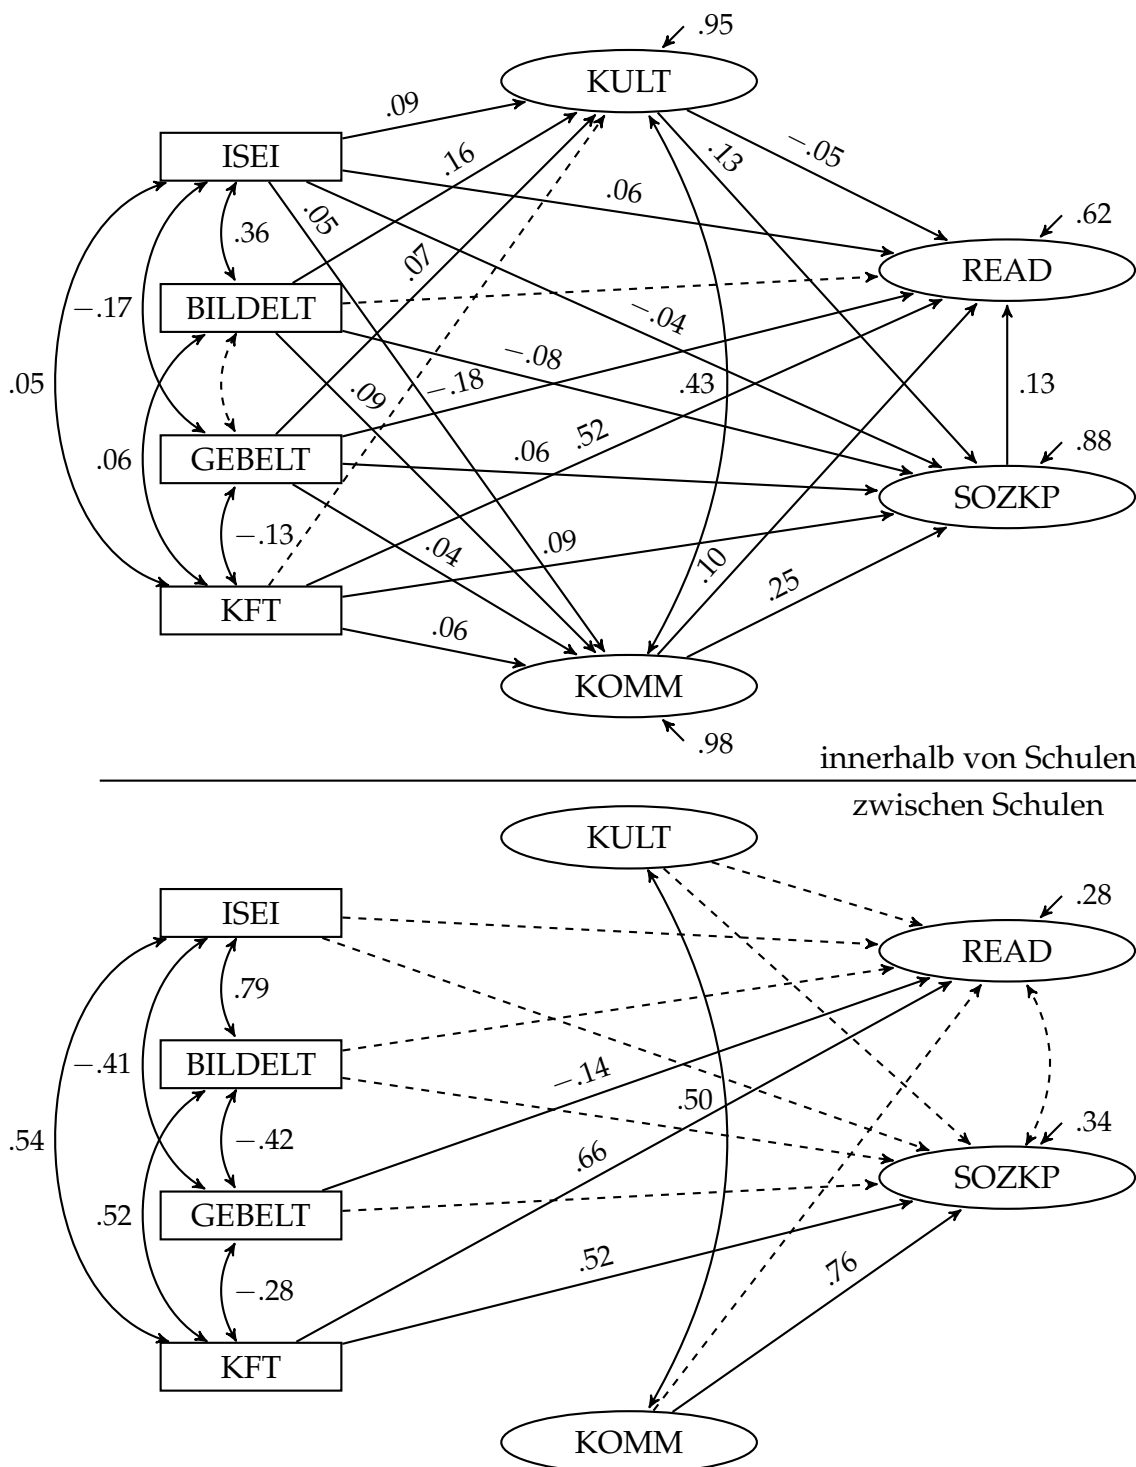 .95
KULT
.09
ISEI
.16
.13
−.05
.05
.06
.62
.36
READ
.07
BILDELT
−.17
−.04
−.08
.05
.09
−.18
.43
.13
.52
.06
GEBELT
.06
.88
SOZKP
−.13
.04
.09
.10
.25
KFT
.06
KOMM
.98
innerhalb von Schulen
zwischen Schulen
KULT
ISEI
.28
READ
.79
BILDELT
−.41
−.14
.50
.54
−.42
.34
.66
SOZKP
.52
GEBELT
.52
.76
−.28
KFT
KOMM